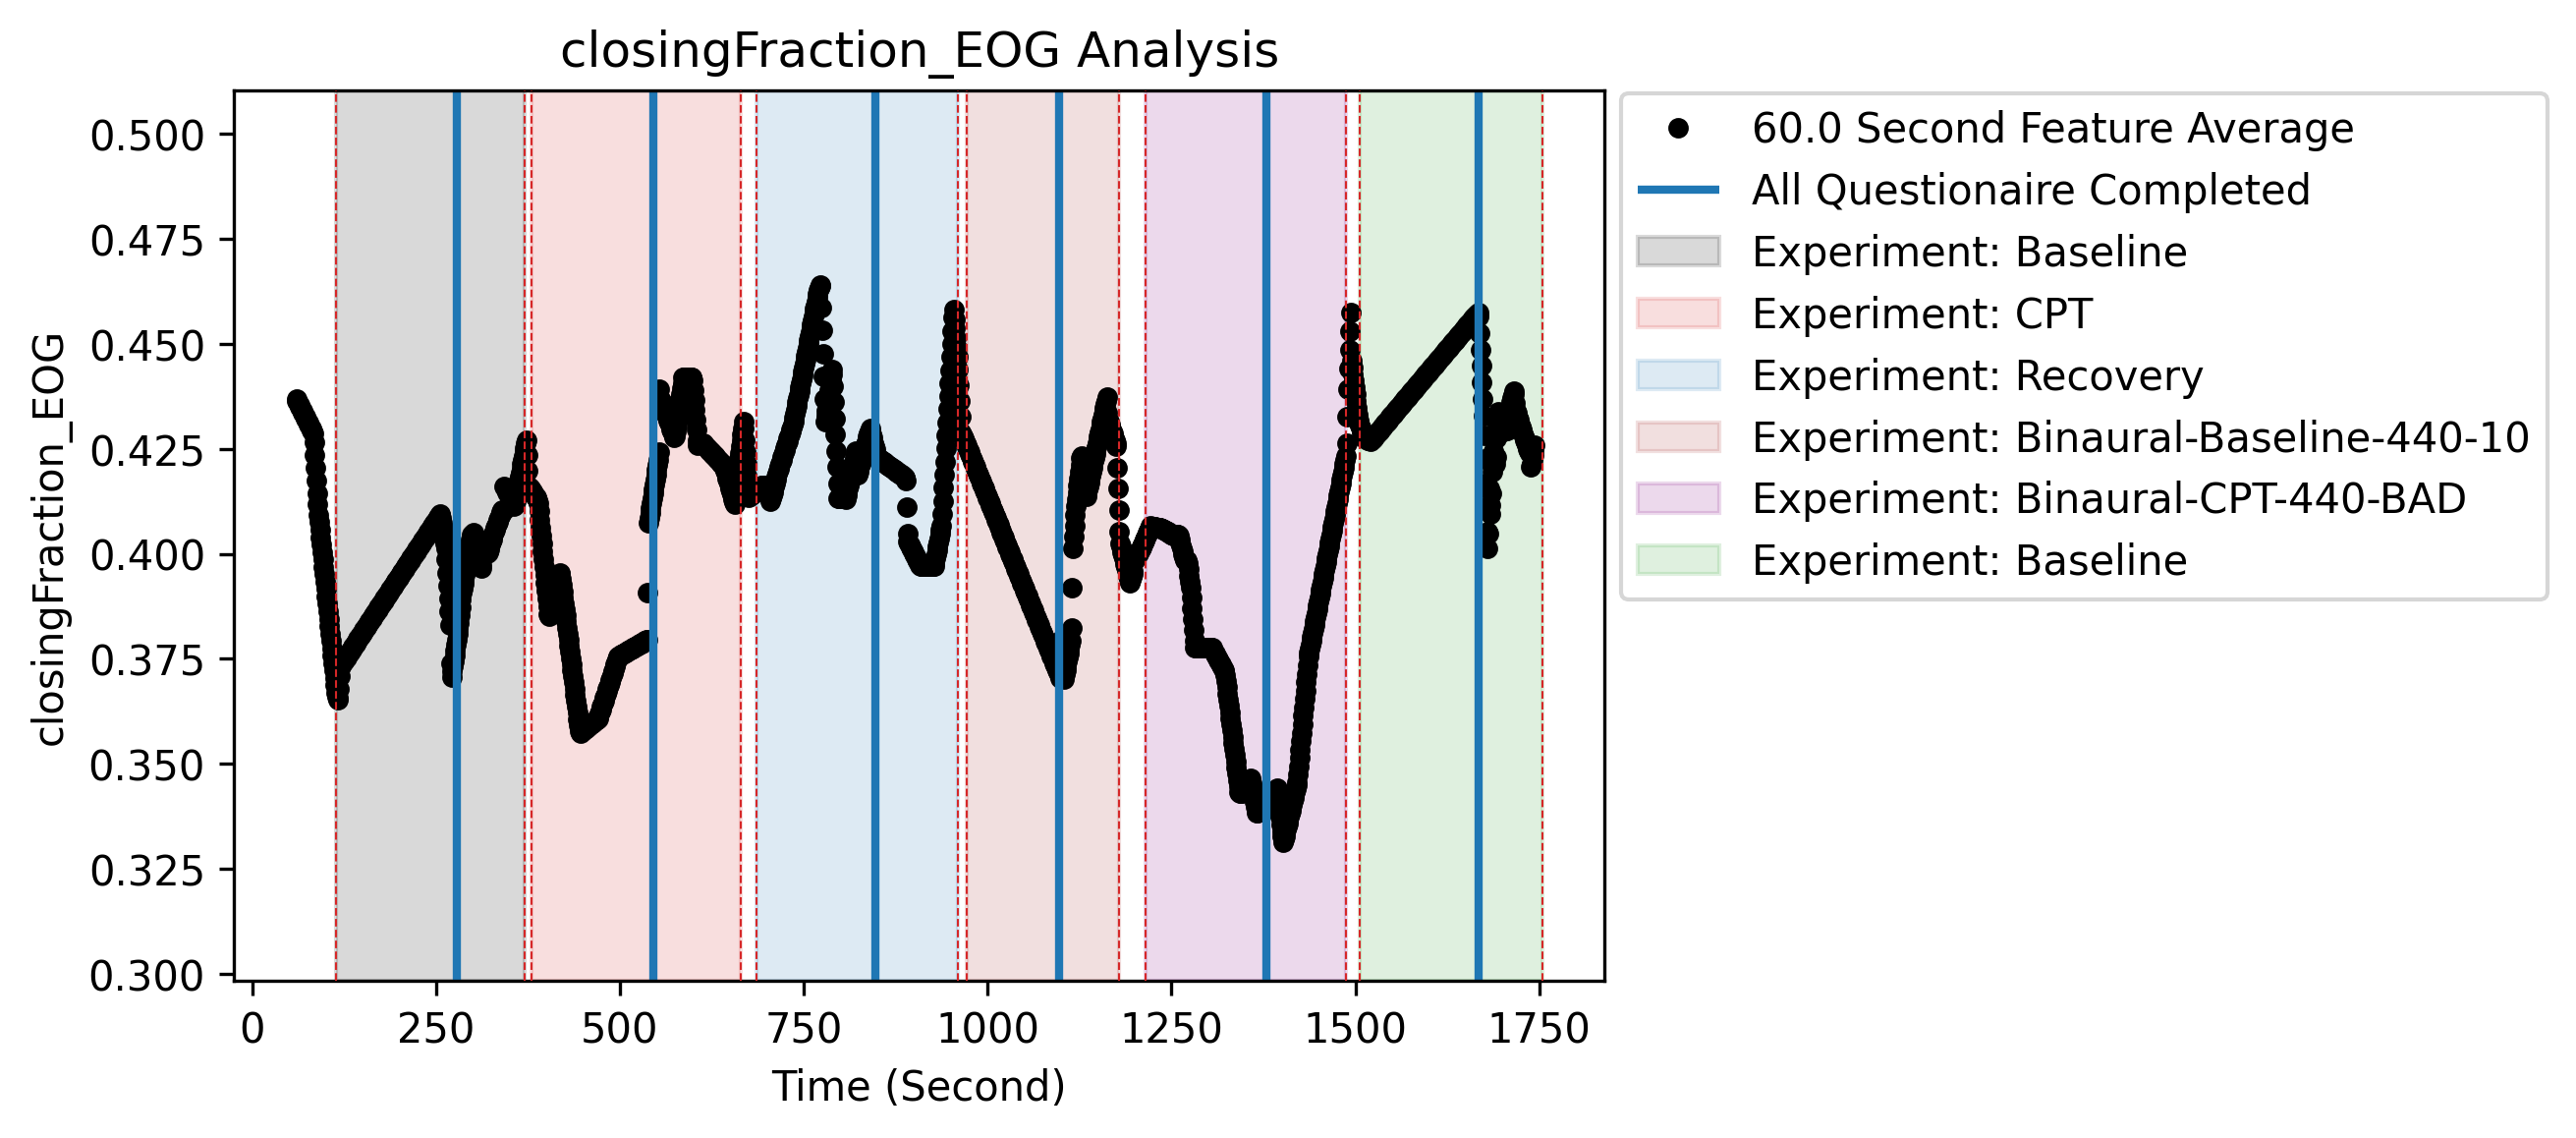 closingFraction_EOG Analysis
closingFraction_EOG
0.500
0.475
0.450
0.425
0.400
0.375
0.350
0.325
0.300
0 250 500 750 1000 1250 1500 1750
Time (Second)
60.0 Second Feature Average
All Questionaire Completed
Experiment: Baseline
Experiment: CPT
Experiment: Recovery
Experiment: Binaural-Baseline-440-10
Experiment: Binaural-CPT-440-BAD
Experiment: Baseline